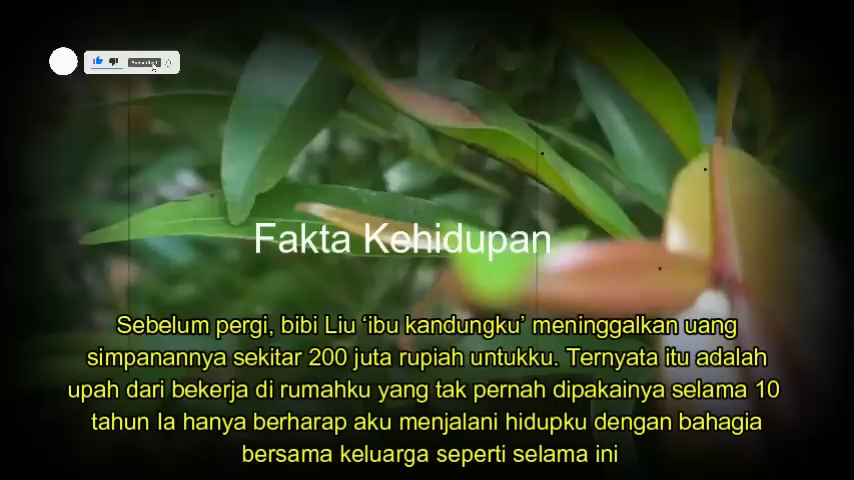 Fakta Kehidupan
Sebelum pergi, bibi Liu ‘ibu kandungku’ meninggalkan uang
simpanannya sekitar 200 juta rupiah untukku. Ternyata itu adalah
upah dari bekerja di rumahku yang tak pernah dipakainya selama 10
tahun Ia hanya berharap aku menjalani hidupku dengan bahagia
bersama keluarga seperti selama ini